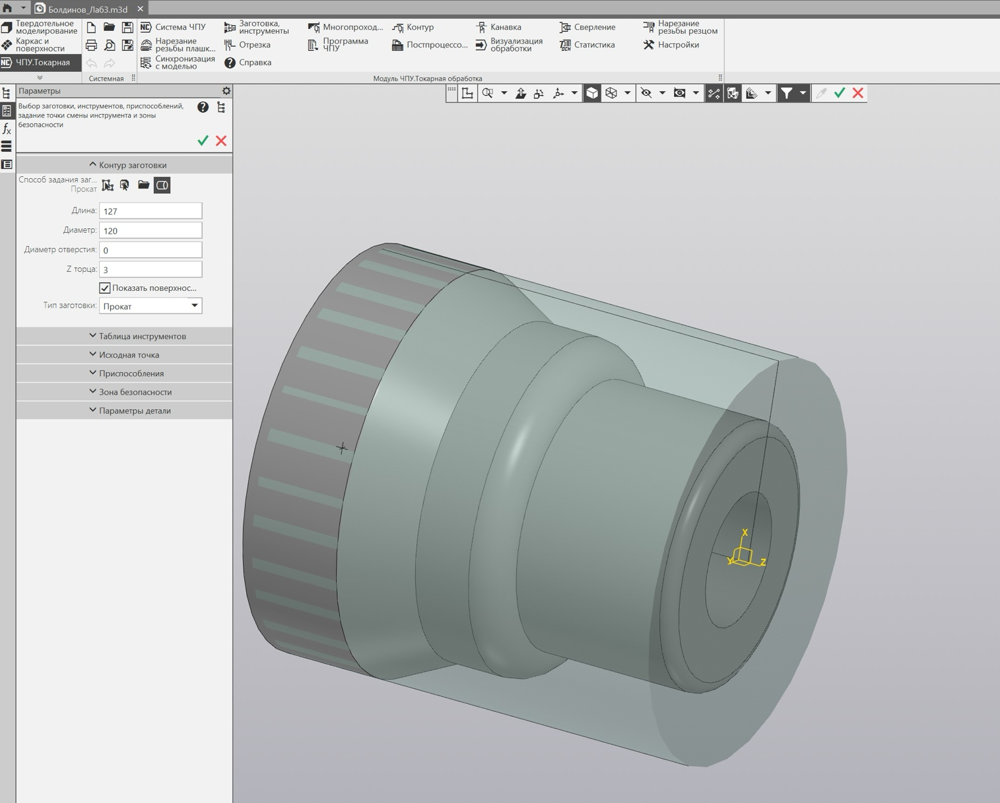 Болдинов_Лаб3.m3d
Твердотельное
моделирование
Каркас и
поверхности
ЧПУ.Токарная
Системная
Система ЧПУ
Заготовка,
инструменты
Многопроход...
Контур
Канавка
Сверление
Нарезание
резьбы резцом
Нарезание
резьбы плашк...
Отрезка
Программа
ЧПУ
Постпроцессо...
Визуализация
обработки
Статистика
Настройки
Синхронизация
с моделью
Справка
Модуль ЧПУ.Токарная обработка
Параметры
Выбор заготовки, инструментов, приспособлений,
задание точки смены инструмента и зоны
безопасности
Контур заготовки
Способ задания заг...
Прокат
Длина: 127
Диаметр: 120
Диаметр отверстия: 0
Z торца: 3
Показать поверхнос...
Тип заготовки: Прокат
Таблица инструментов
Исходная точка
Приспособления
Зона безопасности
Параметры детали
X
Y
Z